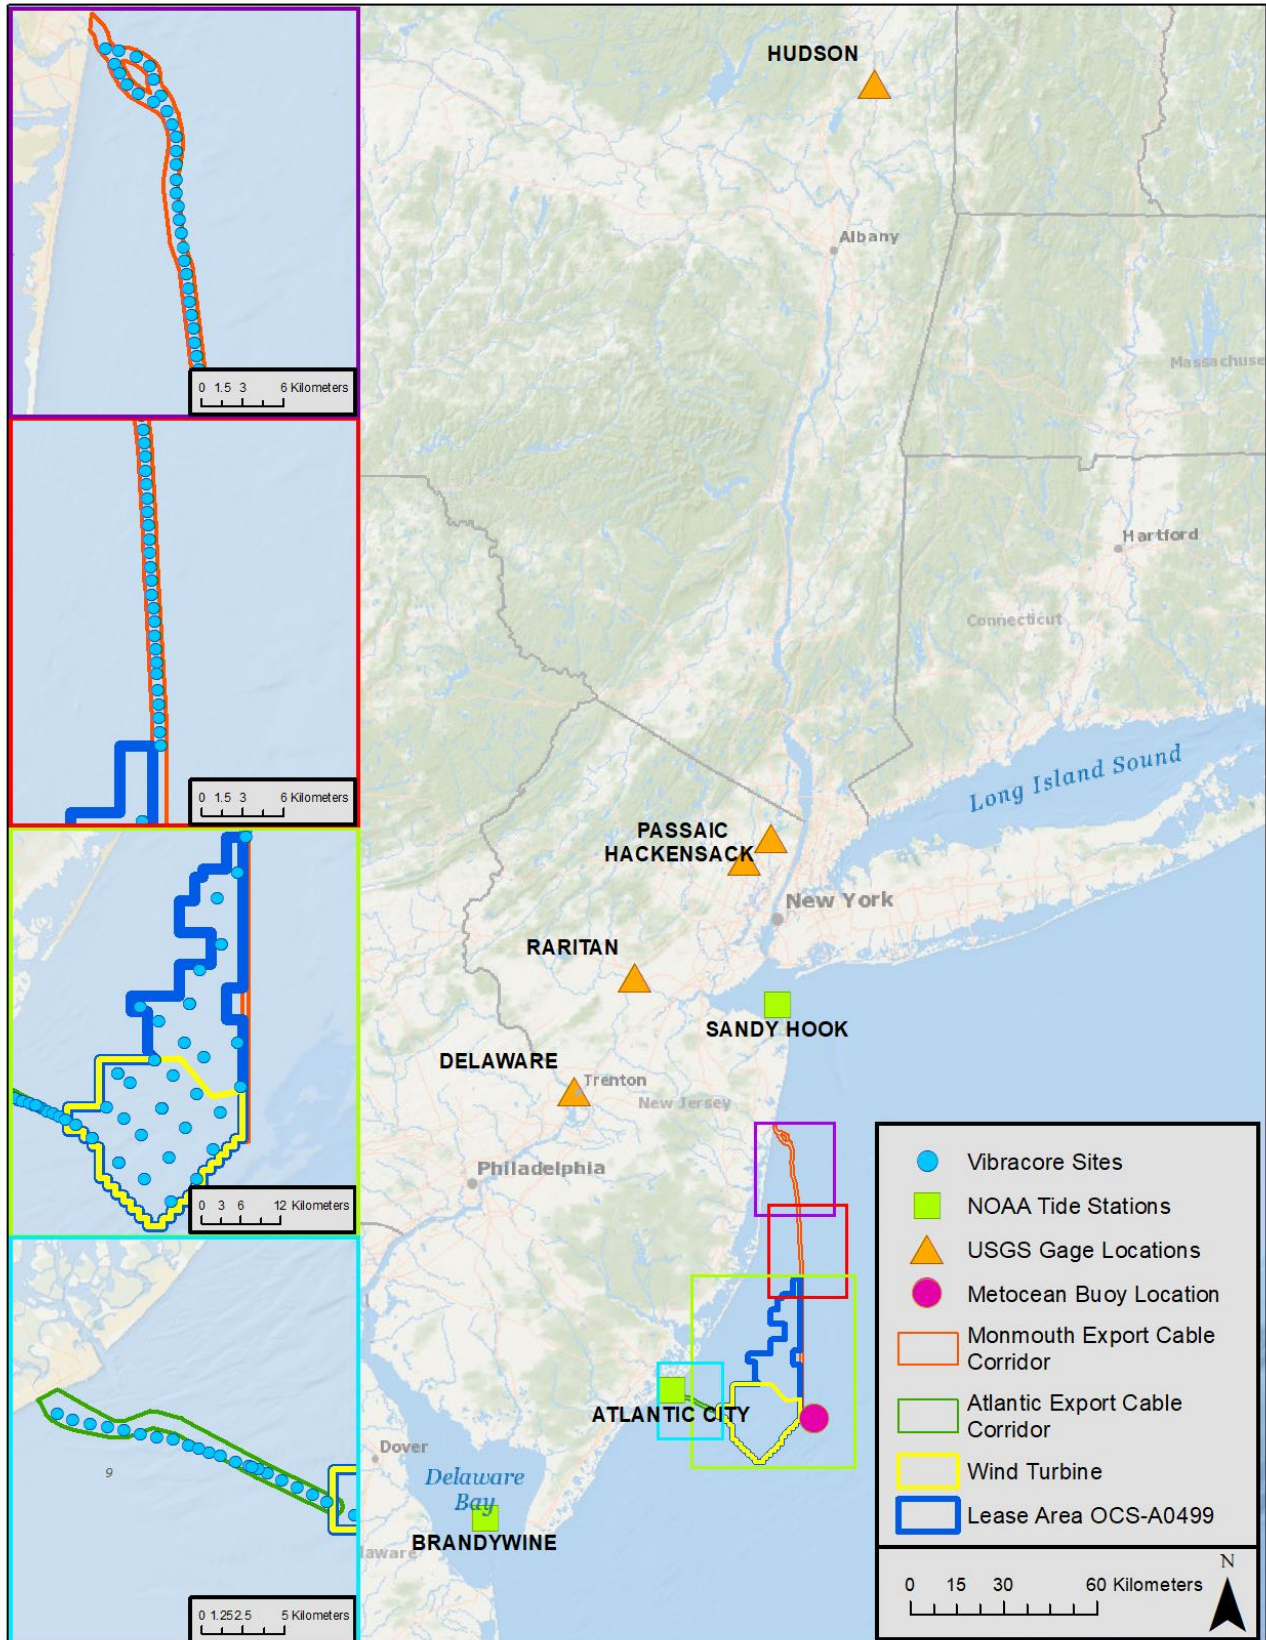 0 1.5 3 6 Kilometers
0 1.5 3 6 Kilometers
0 3 6 12 Kilometers
9
0 1.25 2.5 5 Kilometers
HUDSON
Albany
Massachuse
Hartford
Connecticut
Long Island Sound
PASSAIC
HACKENSACK
New York
RARITAN
SANDY HOOK
DELAWARE
Trenton
New Jersey
Philadelphia
ATLANTIC CITY
Dover
Delaware
Bay
BRANDYWINE
laware
Vibracore Sites
NOAA Tide Stations
USGS Gage Locations
Metocean Buoy Location
Monmouth Export Cable
Corridor
Atlantic Export Cable
Corridor
Wind Turbine
Lease Area OCS-A0499
N
0 15 30 60 Kilometers